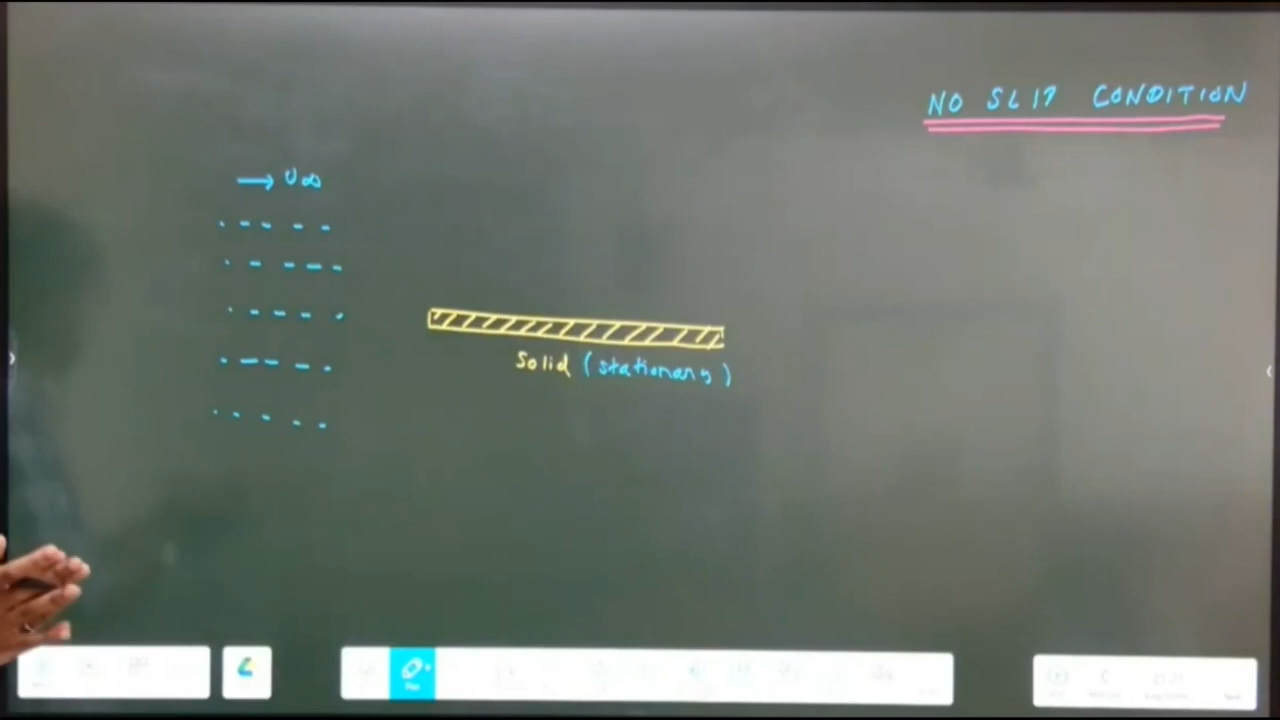 NO SLIP CONDITION
→ U∞
Solid (stationary)